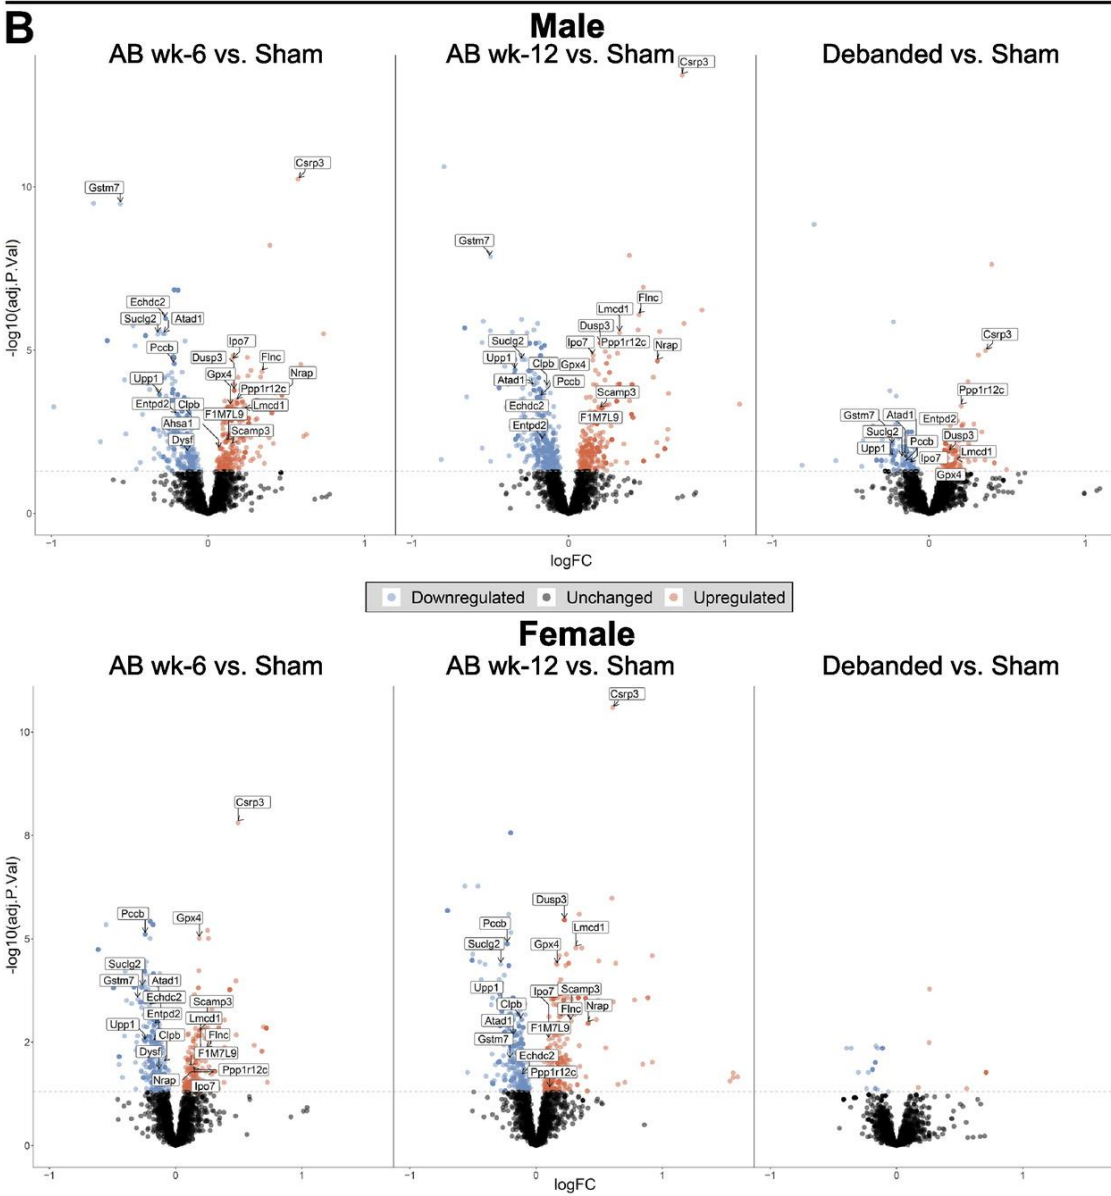 B
Male
AB wk-6 vs. Sham
AB wk-12 vs. Sham
Debanded vs. Sham
-log10(adj.P.Val)
10
5
0
Csrp3
Gstm7
Echdc2
Suclg2
Atad1
Pccb
Ipo7
Dusp3
Flnc
Upp1
Gpx4
Nrap
Ppp1r12c
Entpd2
Clpb
F1M7L9
Lmcd1
Ahsa1
Scamp3
Dysf
−1
0
1
Csrp3
Gstm7
Flnc
Lmcd1
Dusp3
Suclg2
Ipo7
Ppp1r12c
Nrap
Upp1
Clpb
Gpx4
Atad1
Pccb
Scamp3
Echdc2
F1M7L9
Entpd2
−1
0
1
Csrp3
Ppp1r12c
Gstm7
Atad1
Entpd2
Suclg2
Pccb
Dusp3
Upp1
Ipo7
Lmcd1
Gpx4
−1
0
1
logFC
Downregulated
Unchanged
Upregulated
Female
AB wk-6 vs. Sham
AB wk-12 vs. Sham
Debanded vs. Sham
-log10(adj.P.Val)
10
8
5
2
0
Csrp3
Pccb
Gpx4
Suclg2
Gstm7
Atad1
Echdc2
Scamp3
Entpd2
Lmcd1
Upp1
Clpb
Flnc
Dysf
F1M7L9
Ppp1r12c
Nrap
Ipo7
−1
0
1
Csrp3
Dusp3
Pccb
Lmcd1
Suclg2
Gpx4
Upp1
Ipo7
Scamp3
Clpb
Flnc
Nrap
Atad1
F1M7L9
Gstm7
Echdc2
Ppp1r12c
−1
0
1
−1
0
1
logFC